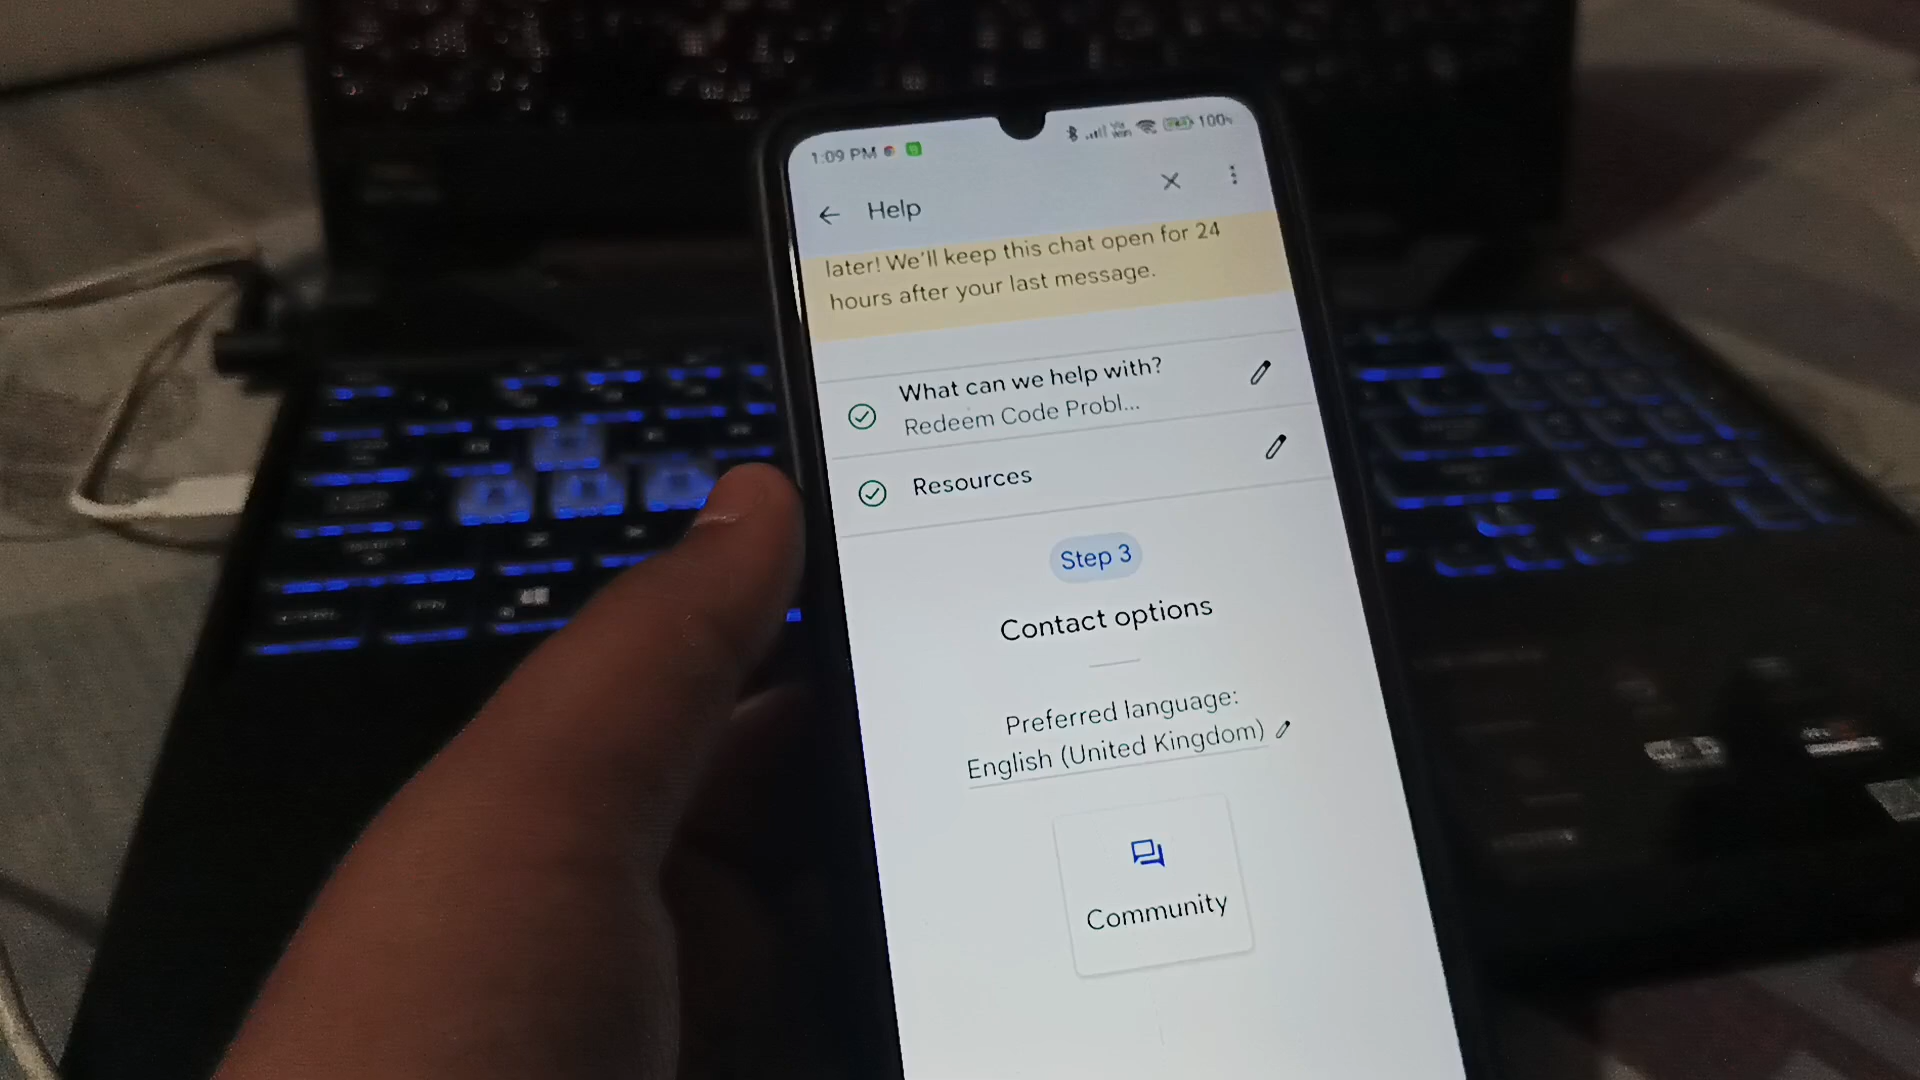 1:09 PM
100%
Help
later! We'll keep this chat open for 24
hours after your last message.
What can we help with?
Redeem Code Probl...
Resources
Step 3
Contact options
Preferred language:
English (United Kingdom)
Community